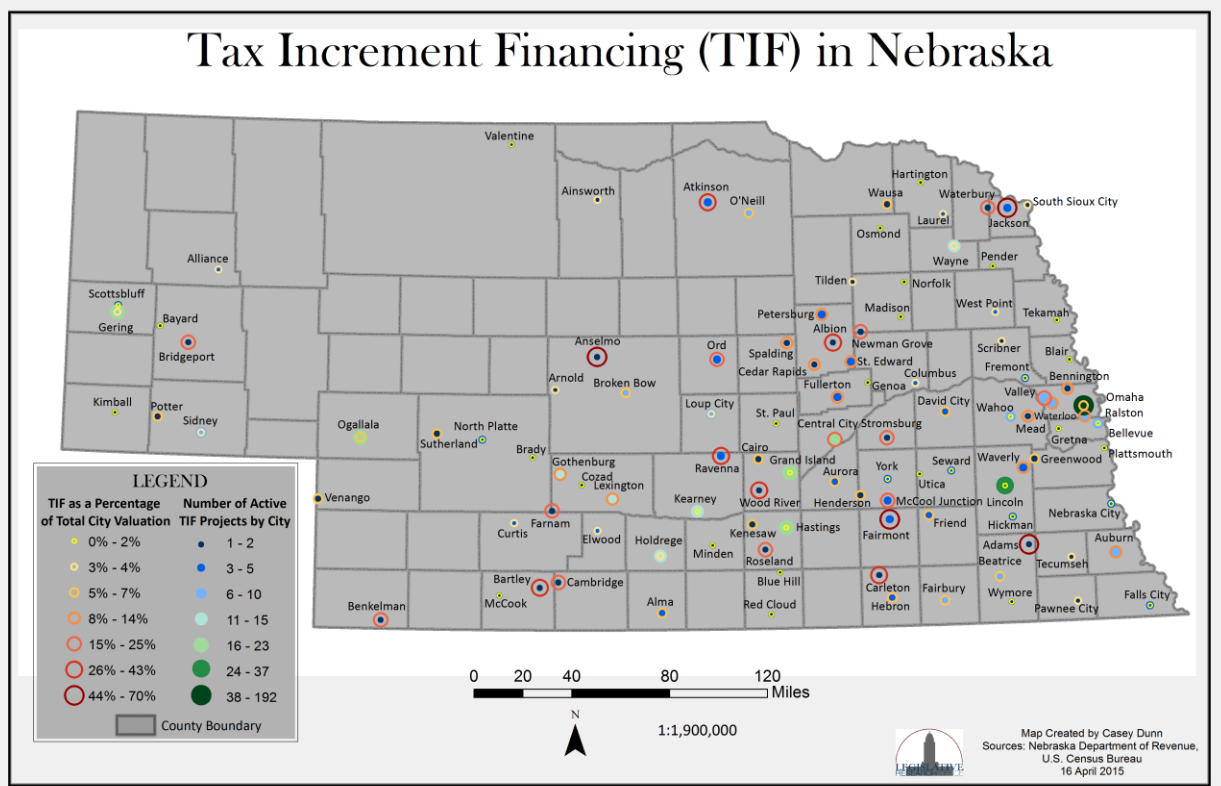 Tax Increment Financing (TIF) in Nebraska
Valentine
Ainsworth
Atkinson
O'Neill
Hartington
Wausa
Waterbury
South Sioux City
Laurel
Jackson
Osmond
Wayne
Pender
Alliance
Tilden
Norfolk
Scottsbluff
Gering
Bayard
Bridgeport
Petersburg
Madison
West Point
Tekamah
Albion
Newman Grove
Anselmo
Ord
Spalding
Cedar Rapids
St. Edward
Scribner
Blair
Arnold
Broken Bow
Fullerton
Genoa
Columbus
Fremont
Bennington
Kimball
Potter
Sidney
Loup City
St. Paul
David City
Valley
Wahoo
Waterloo
Mead
Omaha
Ralston
Bellevue
Gretna
Plattsmouth
Ogallala
North Platte
Sutherland
Brady
Central City
Stromsburg
Gothenburg
Cozad
Lexington
Ravenna
Cairo
Grand Island
Aurora
York
Seward
Utica
Waverly
Greenwood
Venango
Farnam
Kearney
Wood River
Henderson
McCool Junction
Lincoln
Hickman
Nebraska City
Curtis
Elwood
Holdrege
Minden
Kenesaw
Hastings
Roseland
Fairmont
Friend
Adams
Auburn
Tecumseh
Beatrice
Bartley
Cambridge
McCook
Blue Hill
Carleton
Hebron
Fairbury
Wymore
Pawnee City
Falls City
Benkelman
Alma
Red Cloud
LEGEND
TIF as a Percentage
of Total City Valuation
0% - 2%
3% - 4%
5% - 7%
8% - 14%
15% - 25%
26% - 43%
44% - 70%
Number of Active
TIF Projects by City
1 - 2
3 - 5
6 - 10
11 - 15
16 - 23
24 - 37
38 - 192
County Boundary
0 20 40 80 120
Miles
N
1:1,900,000
LEGISLATIVE
RESEARCH OFFICE
Map Created by Casey Dunn
Sources: Nebraska Department of Revenue,
U.S. Census Bureau
16 April 2015